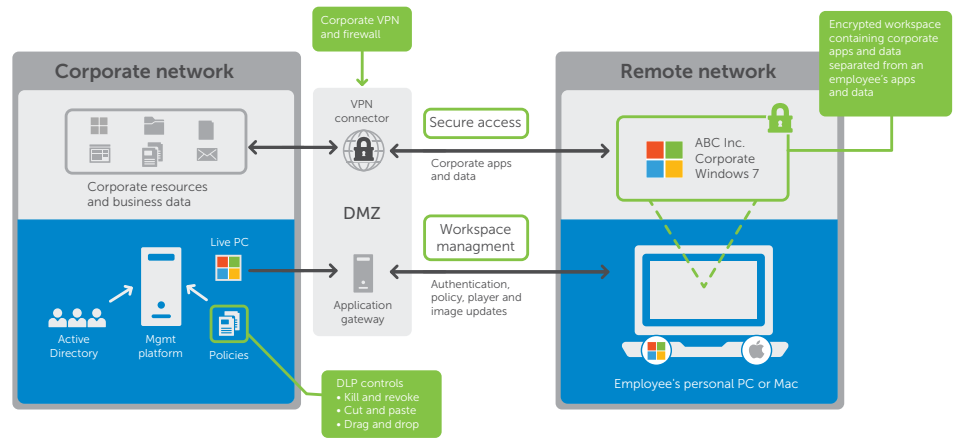 Corporate VPN
and firewall
Encrypted workspace
containing corporate
apps and data
separated from an
employee's apps
and data
Corporate network
Remote network
VPN
connector
Secure access
Corporate apps
and data
ABC Inc.
Corporate
Windows 7
Corporate resources
and business data
DMZ
Workspace
managment
Live PC
Authentication,
policy, player and
image updates
Application
gateway
Active
Directory
Mgmt
platform
Policies
Employee's personal PC or Mac
DLP controls
• Kill and revoke
• Cut and paste
• Drag and drop